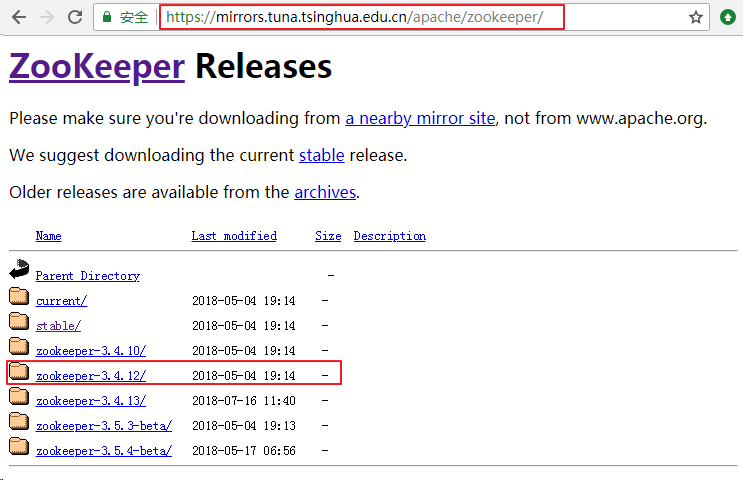 安全 https://mirrors.tuna.tsinghua.edu.cn/apache/zookeeper/
ZooKeeper Releases
Please make sure you're downloading from a nearby mirror site, not from www.apache.org.
We suggest downloading the current stable release.
Older releases are available from the archives.
Name Last modified Size Description
Parent Directory -
current/ 2018-05-04 19:14 -
stable/ 2018-05-04 19:14 -
zookeeper-3.4.10/ 2018-05-04 19:14 -
zookeeper-3.4.12/ 2018-05-04 19:14 -
zookeeper-3.4.13/ 2018-07-16 11:40 -
zookeeper-3.5.3-beta/ 2018-05-04 19:13 -
zookeeper-3.5.4-beta/ 2018-05-17 06:56 -